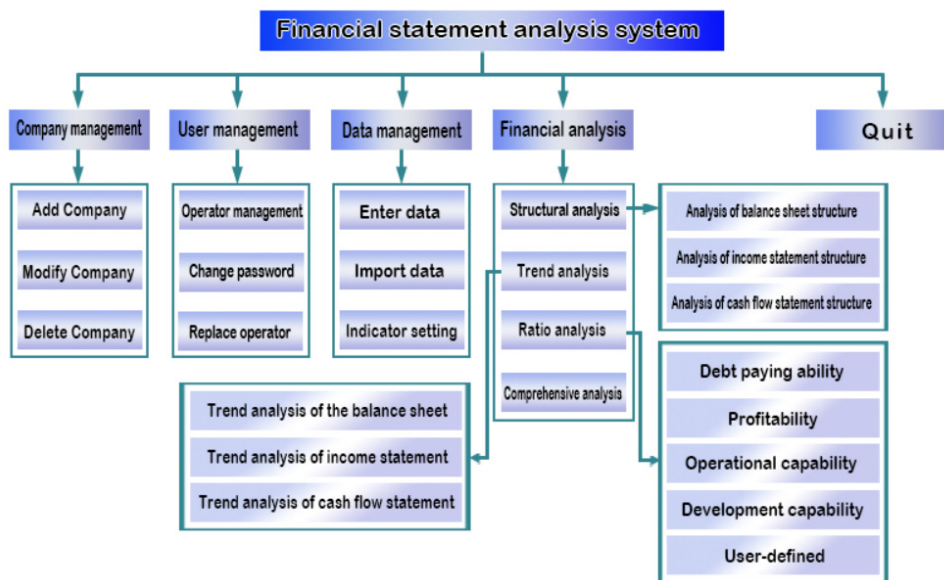 Financial statement analysis system
Company management
User management
Data management
Financial analysis
Quit
Add Company
Modify Company
Delete Company
Operator management
Change password
Replace operator
Enter data
Import data
Indicator setting
Structural analysis
Trend analysis
Ratio analysis
Comprehensive analysis
Analysis of balance sheet structure
Analysis of income statement structure
Analysis of cash flow statement structure
Trend analysis of the balance sheet
Trend analysis of income statement
Trend analysis of cash flow statement
Debt paying ability
Profitability
Operational capability
Development capability
User-defined